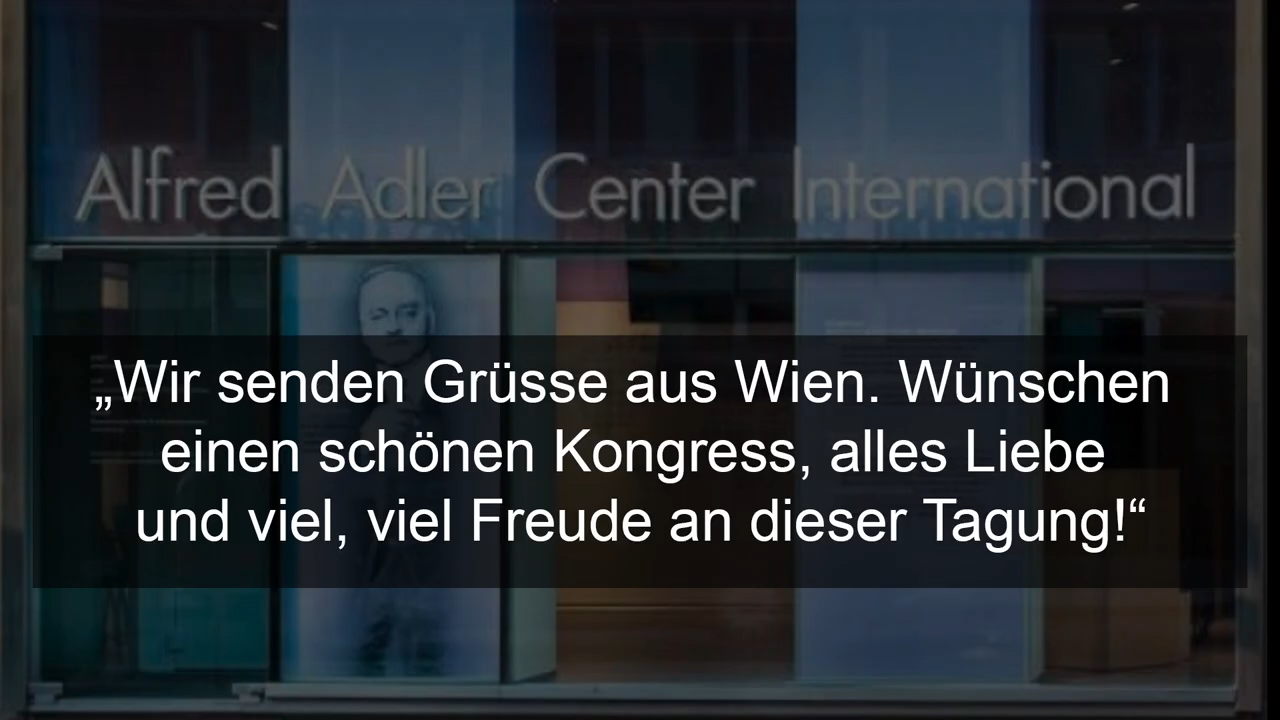 Alfred Adler Center International
„Wir senden Grüsse aus Wien. Wünschen
einen schönen Kongress, alles Liebe
und viel, viel Freude an dieser Tagung!“